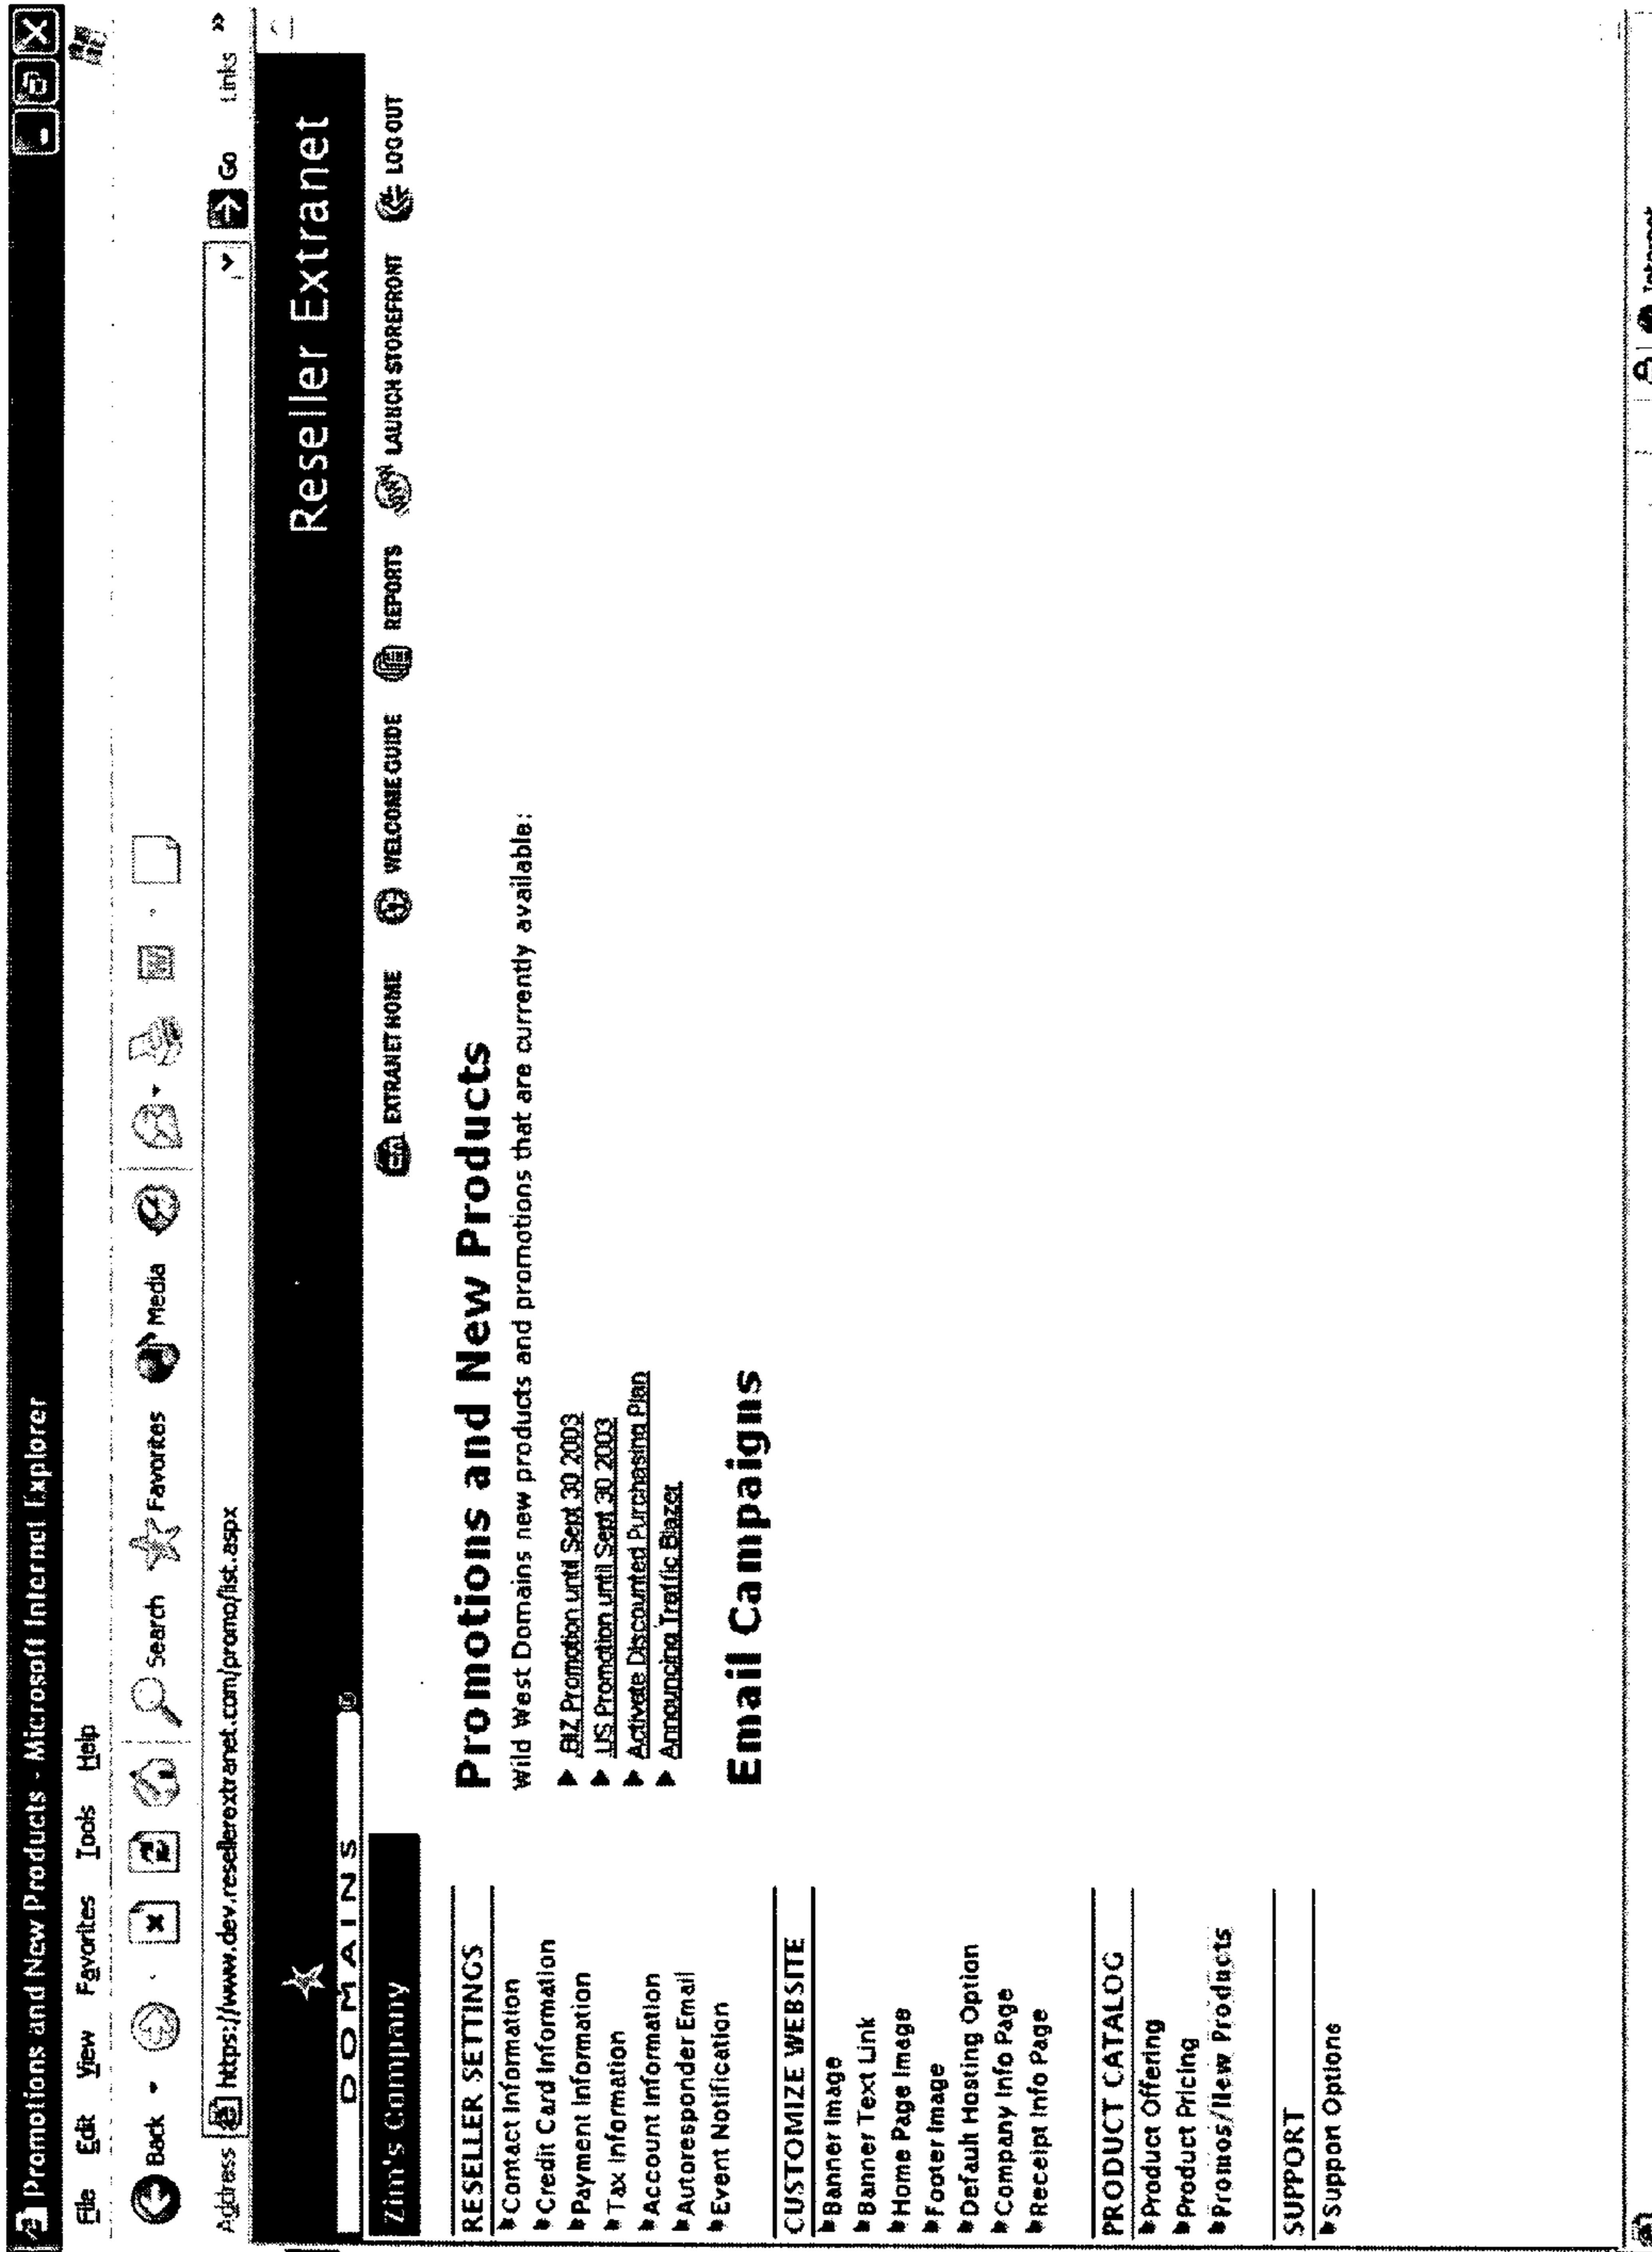 Promotions and New Products - Microsoft Internet Explorer
File Edit View Favorites Tools Help
Back Search Favorites Media
Address https://www.dev.resellerextranet.com/promo/list.aspx Go Links »
Reseller Extranet
DOMAINS
EXTRANET HOME WELCOME GUIDE REPORTS LAUNCH STOREFRONT LOG OUT
Zim's Company
RESELLER SETTINGS
Contact Information
Credit Card Information
Payment Information
Tax Information
Account Information
Autoresponder Email
Event Notification
CUSTOMIZE WEBSITE
Banner Image
Banner Text Link
Home Page Image
Footer Image
Default Hosting Option
Company Info Page
Receipt Info Page
PRODUCT CATALOG
Product Offering
Product Pricing
Promos/New Products
SUPPORT
Support Options
Promotions and New Products
Wild West Domains new products and promotions that are currently available:
.BIZ Promotion until Sept 30 2003
.US Promotion until Sept 30 2003
Activate Discounted Purchasing Plan
Announcing Traffic Blazer.
Email Campaigns
Internet